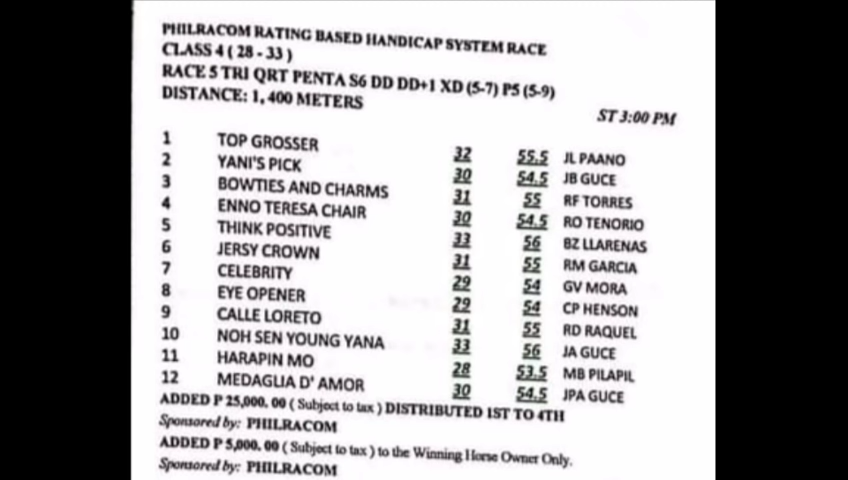 PHILRACOM RATING BASED HANDICAP SYSTEM RACE
CLASS 4 ( 28 - 33 )
RACE 5 TRI QRT PENTA S6 DD DD+1 XD (5-7) P5 (5-9)
DISTANCE: 1, 400 METERS
ST 3:00 PM
1 TOP GROSSER 32 55.5 JL PAANO
2 YANI'S PICK 30 54.5 JB GUCE
3 BOWTIES AND CHARMS 31 55 RF TORRES
4 ENNO TERESA CHAIR 30 54.5 RO TENORIO
5 THINK POSITIVE 33 56 BZ LLARENAS
6 JERSY CROWN 31 55 RM GARCIA
7 CELEBRITY 29 54 GV MORA
8 EYE OPENER 29 54 CP HENSON
9 CALLE LORETO 31 55 RD RAQUEL
10 NOH SEN YOUNG YANA 33 56 JA GUCE
11 HARAPIN MO 28 53.5 MB PILAPIL
12 MEDAGLIA D' AMOR 30 54.5 JPA GUCE
ADDED P 25,000. 00 ( Subject to tax ) DISTRIBUTED 1ST TO 4TH
Sponsored by: PHILRACOM
ADDED P 5,000. 00 ( Subject to tax ) to the Winning Horse Owner Only.
Sponsored by: PHILRACOM